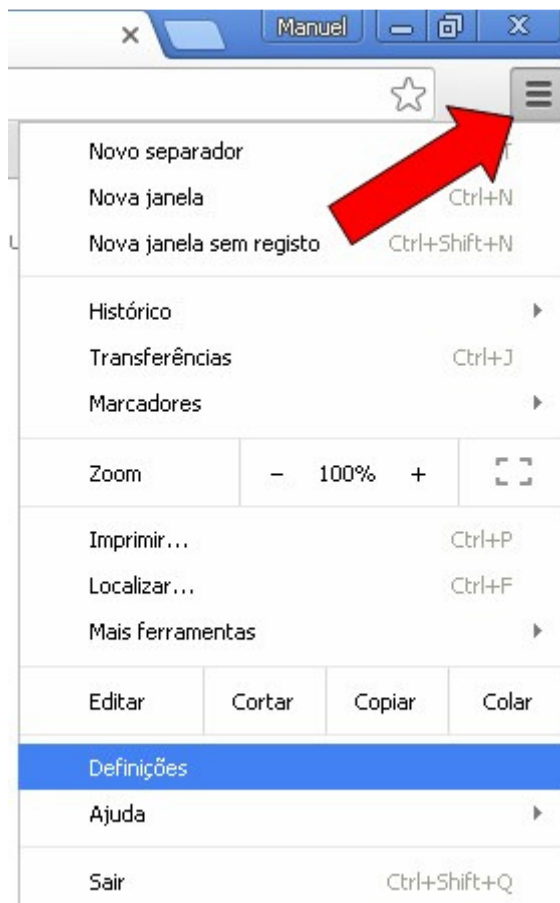 Manuel
Novo separador T
Nova janela Ctrl+N
Nova janela sem registo Ctrl+Shift+N
Histórico
Transferências Ctrl+J
Marcadores
Zoom - 100% +
Imprimir... Ctrl+P
Localizar... Ctrl+F
Mais ferramentas
Editar Cortar Copiar Colar
Definições
Ajuda
Sair Ctrl+Shift+Q